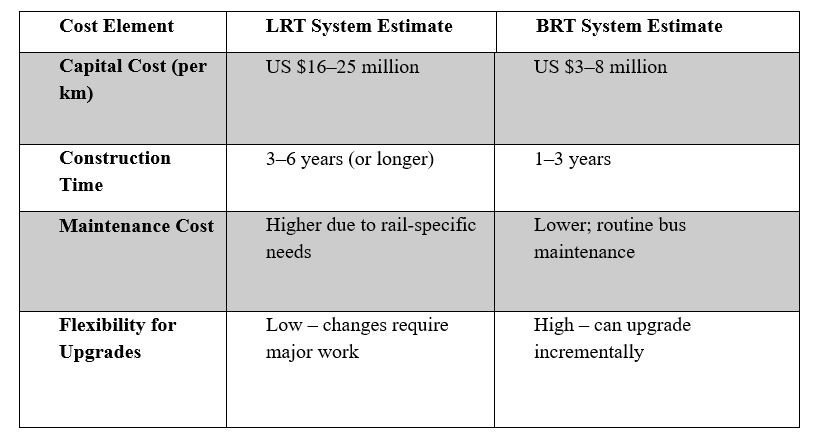 Cost Element
LRT System Estimate
BRT System Estimate
Capital Cost (per
km)
US $16–25 million
US $3–8 million
Construction
Time
3–6 years (or longer)
1–3 years
Maintenance Cost
Higher due to rail-specific
needs
Lower; routine bus
maintenance
Flexibility for
Upgrades
Low – changes require
major work
High – can upgrade
incrementally